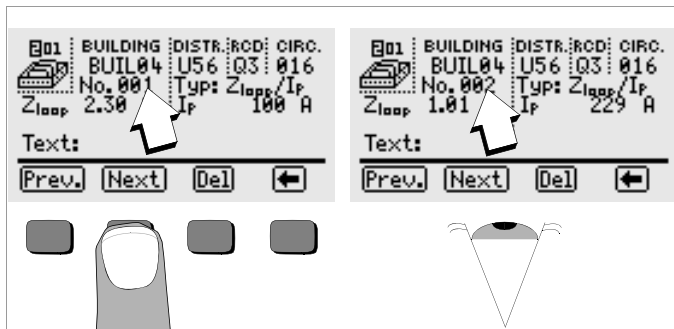 201 BUILDING DISTR. RCD CIRC.
BUIL04 U56 Q3 016
No. 001 Typ: Zloop/IP
Zloop 2.30 IP 100 A
Text:
Prev. Next Del ←
201 BUILDING DISTR. RCD CIRC.
BUIL04 U56 Q3 016
No. 002 Typ: Zloop/IP
Zloop 1.01 IP 229 A
Text:
Prev. Next Del ←